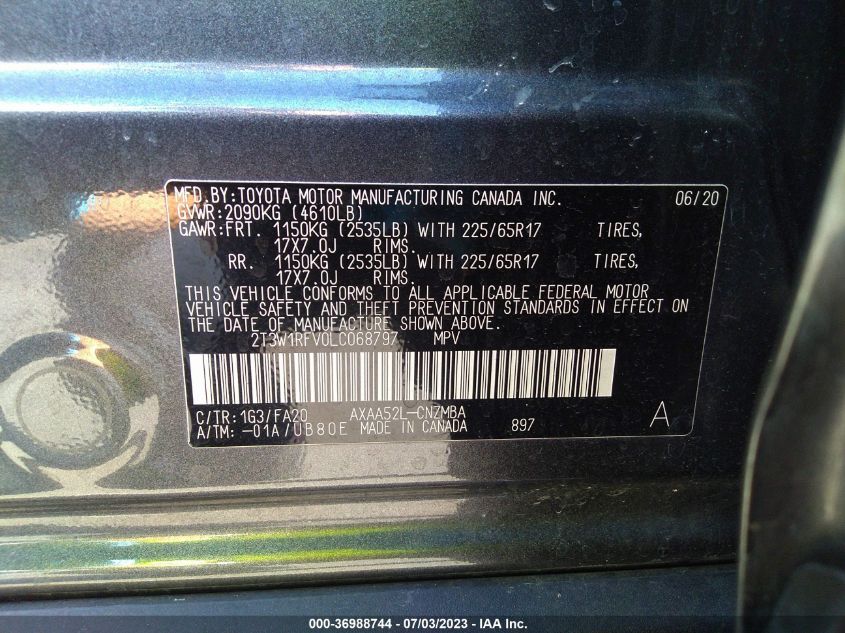 MFD.BY:TOYOTA MOTOR MANUFACTURING CANADA INC. 06/20
GVWR:2090KG (4610LB)
GAWR:FRT. 1150KG (2535LB) WITH 225/65R17 TIRES,
17X7.0J RIMS.
RR. 1150KG (2535LB) WITH 225/65R17 TIRES,
17X7.0J RIMS.
THIS VEHICLE CONFORMS TO ALL APPLICABLE FEDERAL MOTOR
VEHICLE SAFETY AND THEFT PREVENTION STANDARDS IN EFFECT ON
THE DATE OF MANUFACTURE SHOWN ABOVE.
2T3W1RFV0LC068797 MPV
C/TR:1G3/FA20 AXAA52L-CNZMBA
A/TM:-01A/UB80E MADE IN CANADA 897 A
000-36988744 - 07/03/2023 - IAA Inc.